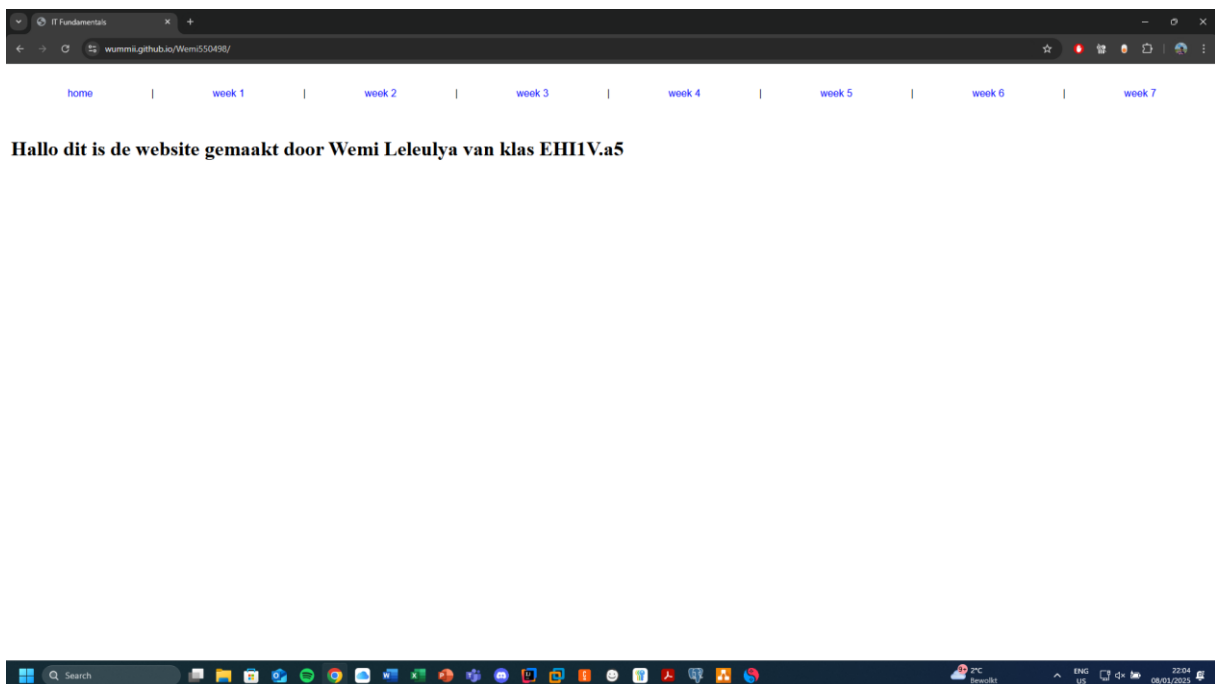 IT Fundamentals
wummii.github.io/Wemi550498/
home | week 1 | week 2 | week 3 | week 4 | week 5 | week 6 | week 7
Hallo dit is de website gemaakt door Wemi Leleulya van klas EHI1V.a5
Search
2°C
Bewolkt
ENG
US
22:04
08/01/2025